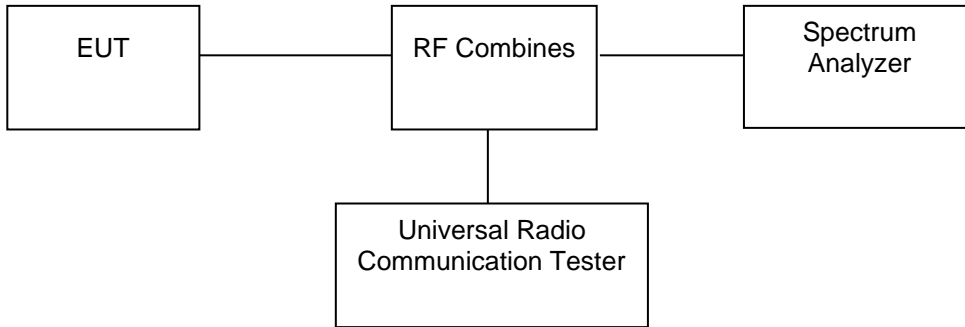 EUT
RF Combines
Spectrum
Analyzer
Universal Radio
Communication Tester